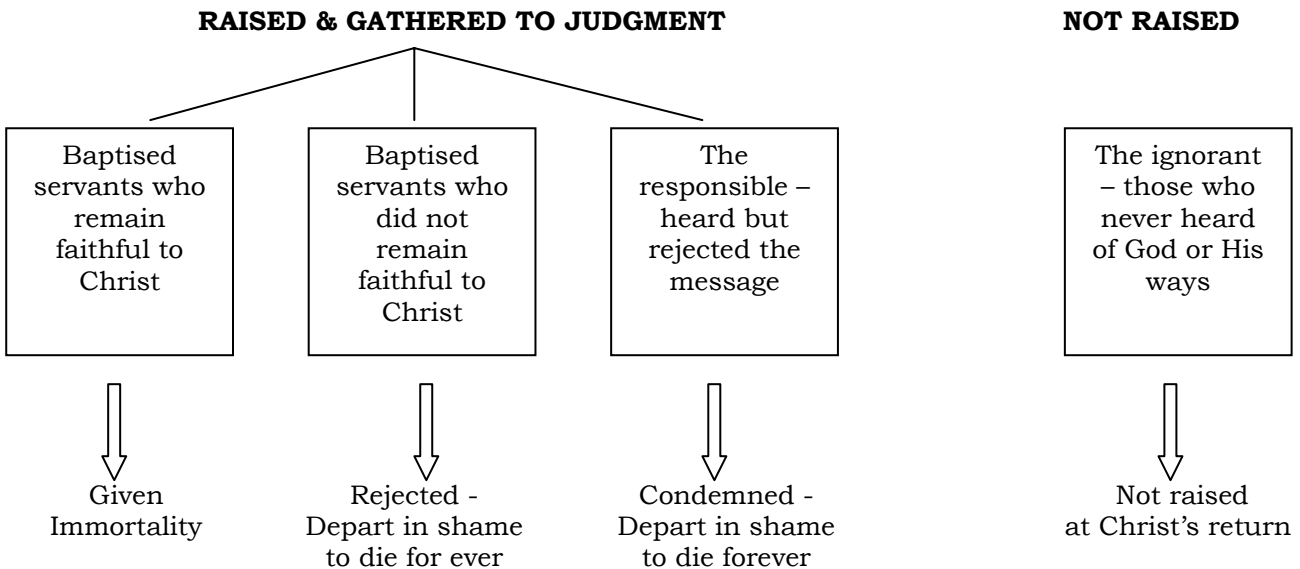 RAISED & GATHERED TO JUDGMENT
NOT RAISED
Baptised
servants who
remain
faithful to
Christ
Baptised
servants who
did not
remain
faithful to
Christ
The
responsible –
heard but
rejected the
message
The ignorant
– those who
never heard
of God or His
ways
Given
Immortality
Rejected -
Depart in shame
to die for ever
Condemned -
Depart in shame
to die forever
Not raised
at Christ’s return